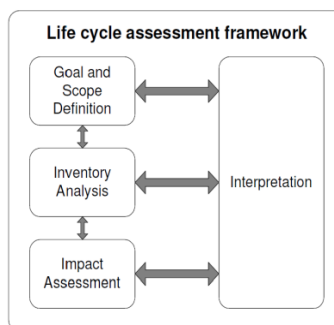 Life cycle assessment framework
Goal and
Scope
Definition
Inventory
Analysis
Interpretation
Impact
Assessment